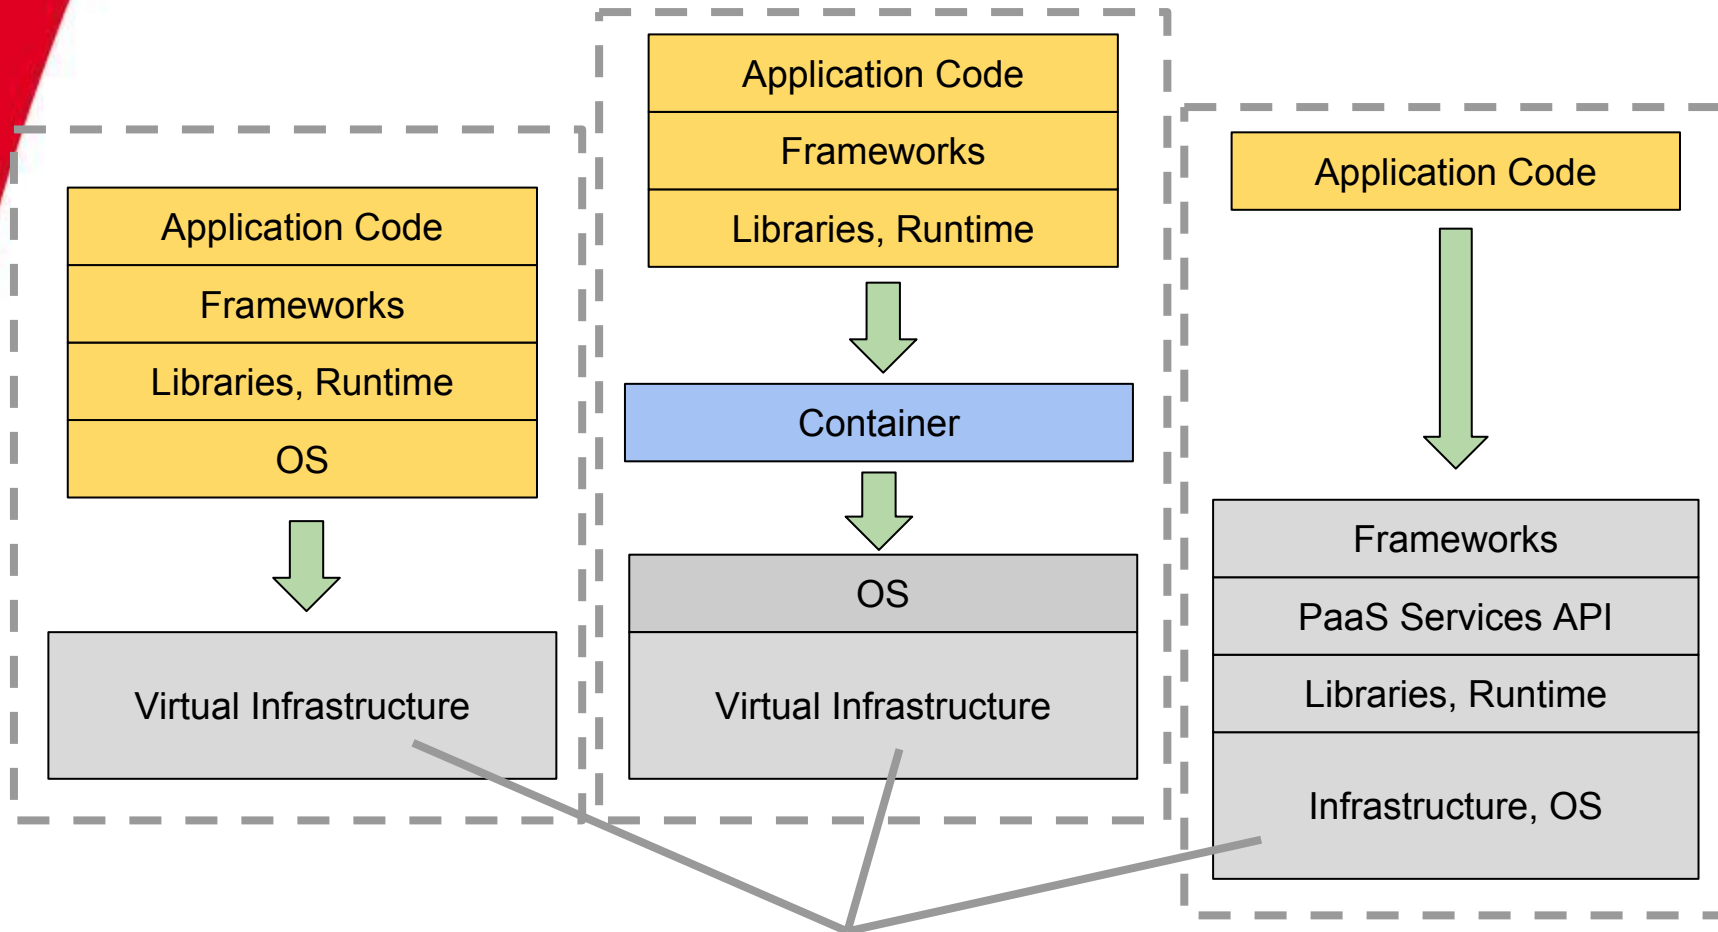 Application Code
Frameworks
Libraries, Runtime
OS
Virtual Infrastructure
Application Code
Frameworks
Libraries, Runtime
Container
OS
Virtual Infrastructure
Application Code
Frameworks
PaaS Services API
Libraries, Runtime
Infrastructure, OS